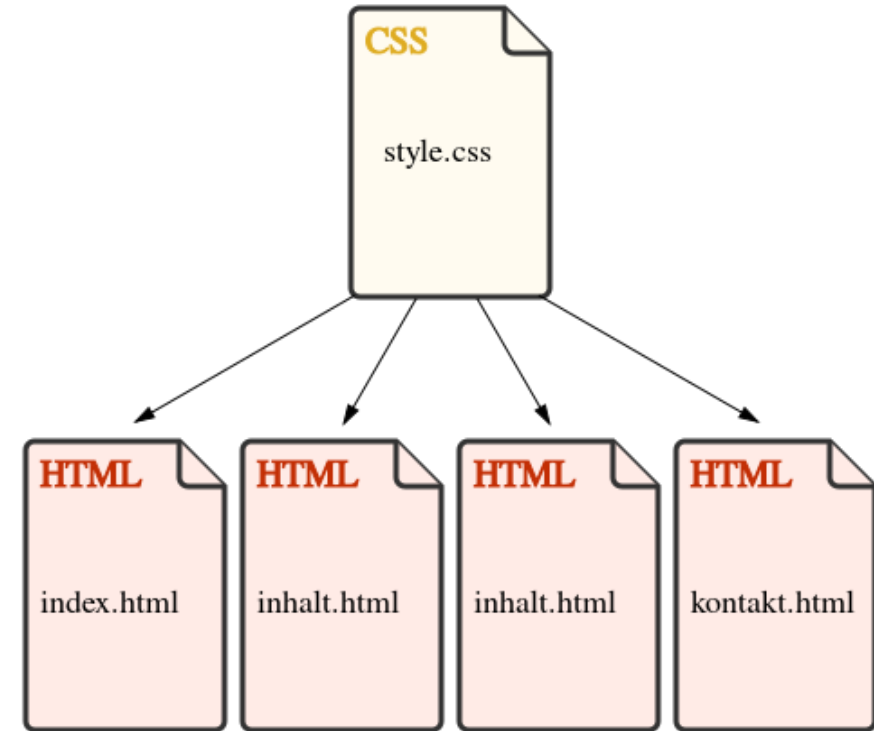 CSS
style.css
HTML
index.html
HTML
inhalt.html
HTML
inhalt.html
HTML
kontakt.html